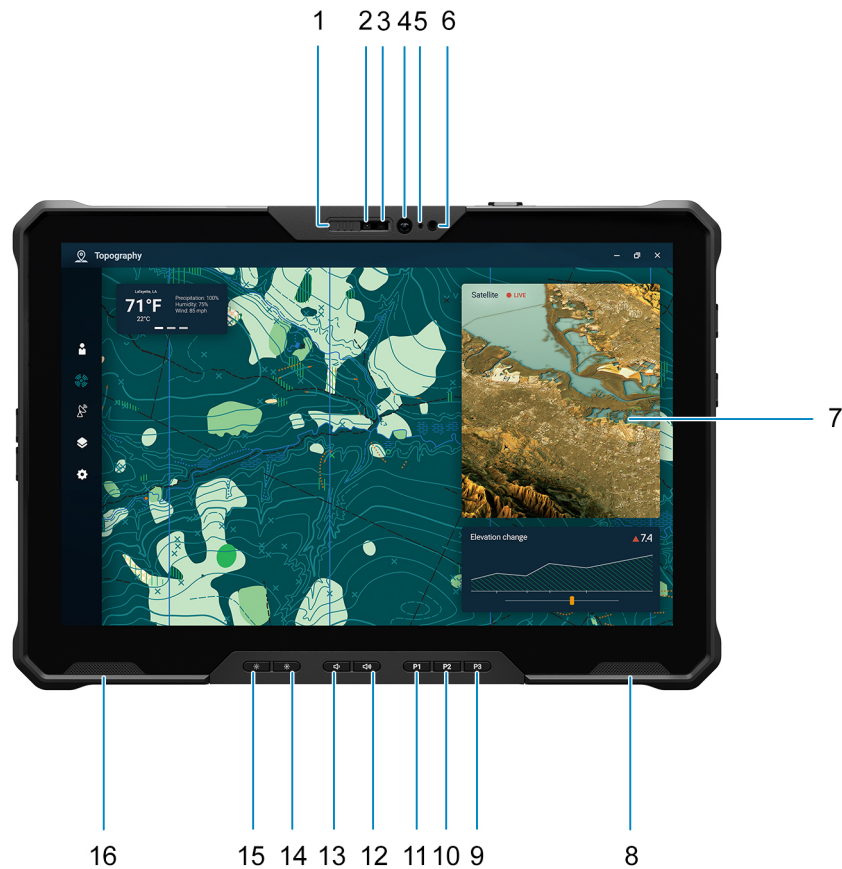 1 2 3 4 5 6
Topography
Lafayette, LA
71°F
22°C
Precipitation: 100%
Humidity: 75%
Wind: 85 mph
Satellite LIVE
7
Elevation change 7.4
P1 P2 P3
16 15 14 13 12 11 10 9 8